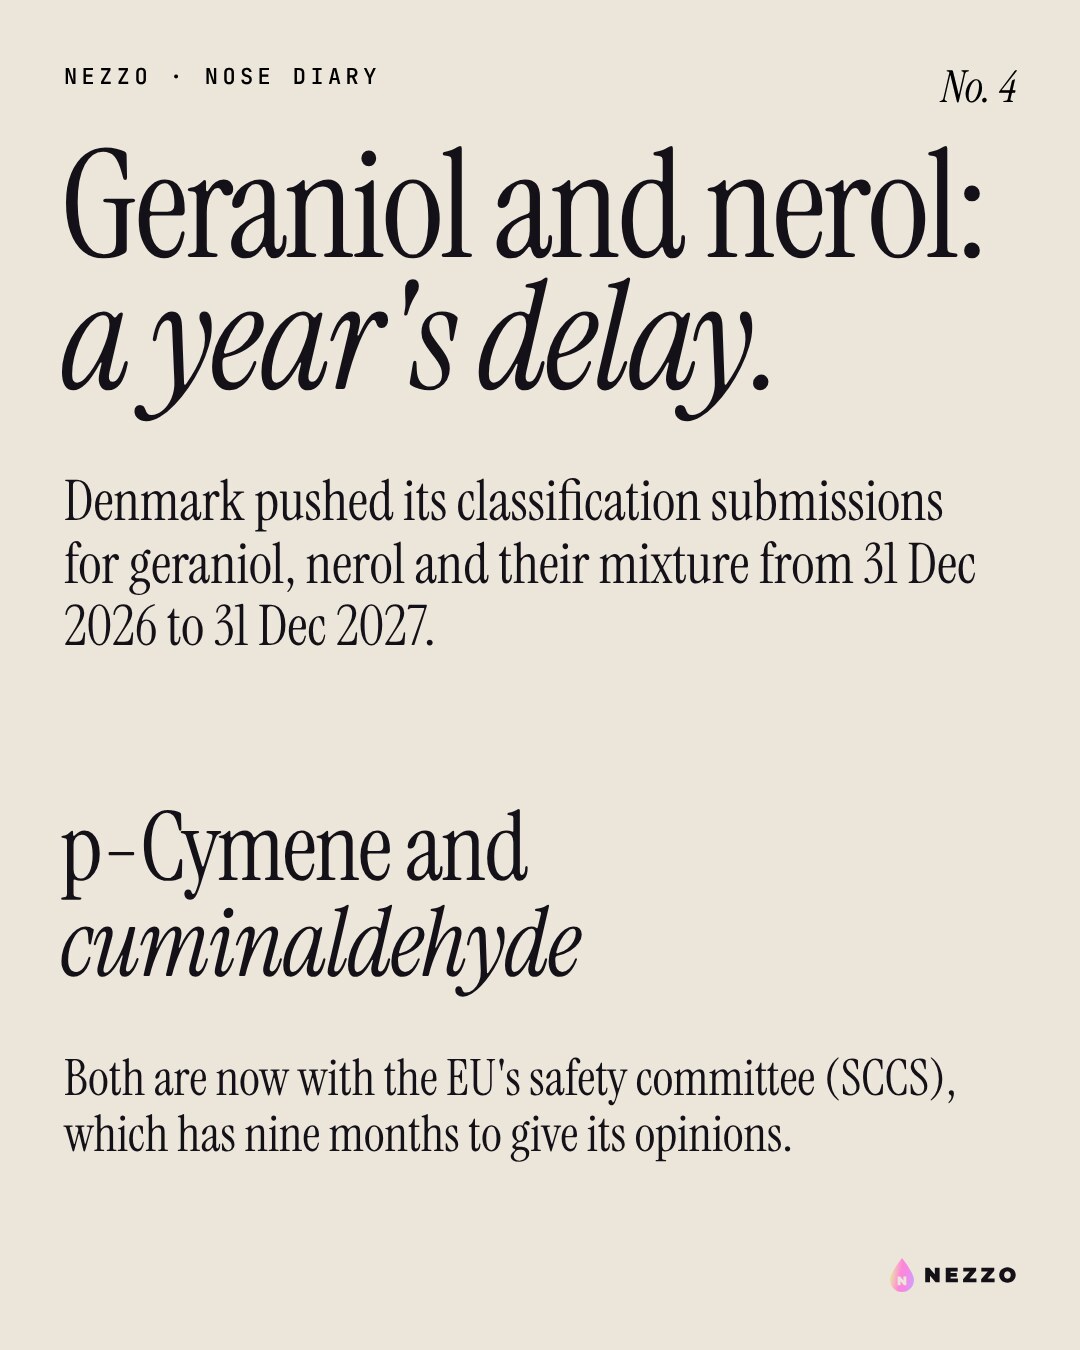 NEZZO · NOSE DIARY
No. 4
Geraniol and nerol:
a year's delay.
Denmark pushed its classification submissions
for geraniol, nerol and their mixture from 31 Dec
2026 to 31 Dec 2027.
p-Cymene and
cuminaldehyde
Both are now with the EU's safety committee (SCCS),
which has nine months to give its opinions.
N NEZZO